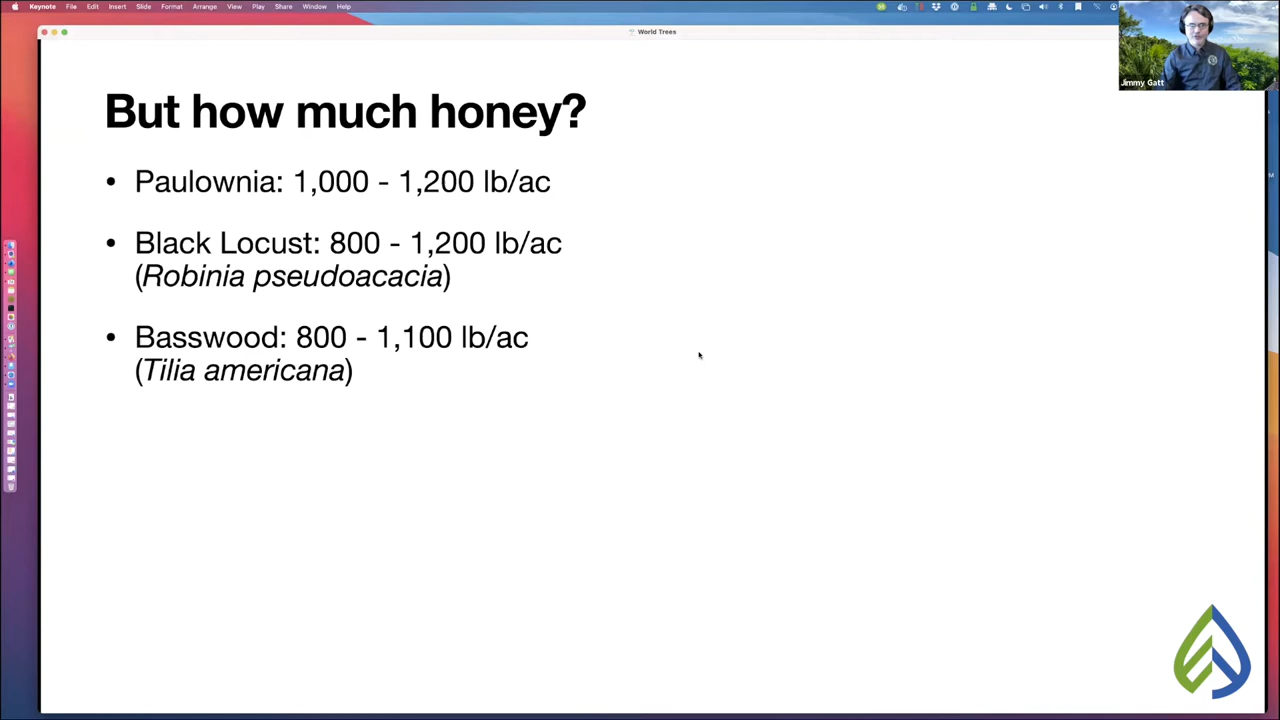 Keynote File Edit Insert Slide Format Arrange View Play Share Window Help
World Trees
Jimmy Gatt
But how much honey?
• Paulownia: 1,000 - 1,200 lb/ac
• Black Locust: 800 - 1,200 lb/ac
(Robinia pseudoacacia)
• Basswood: 800 - 1,100 lb/ac
(Tilia americana)